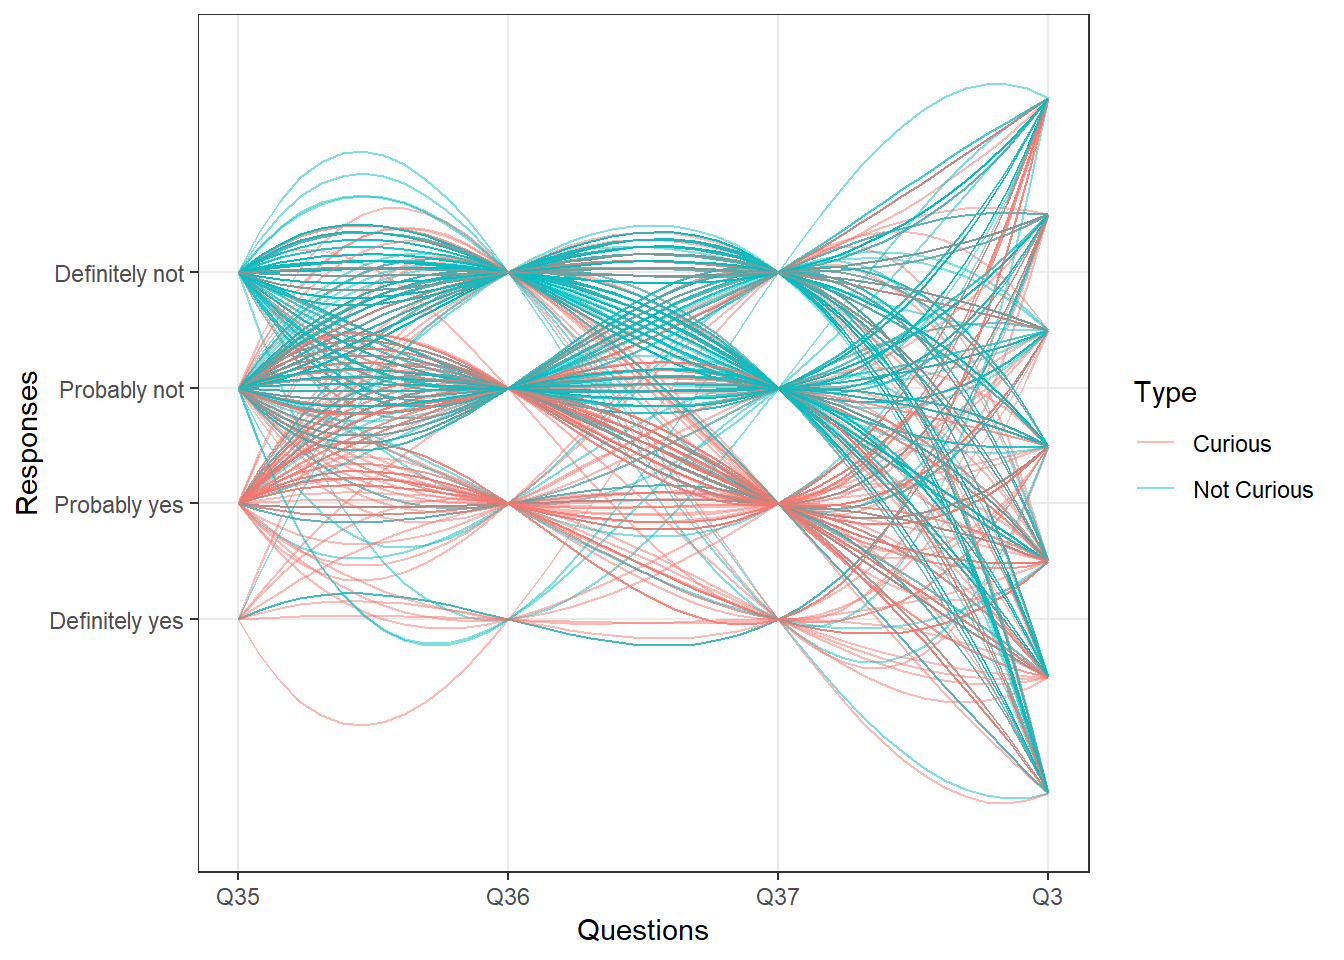 Definitely not
Probably not
Probably yes
Definitely yes
Responses
Q35
Q36
Q37
Q3
Questions
Type
Curious
Not Curious